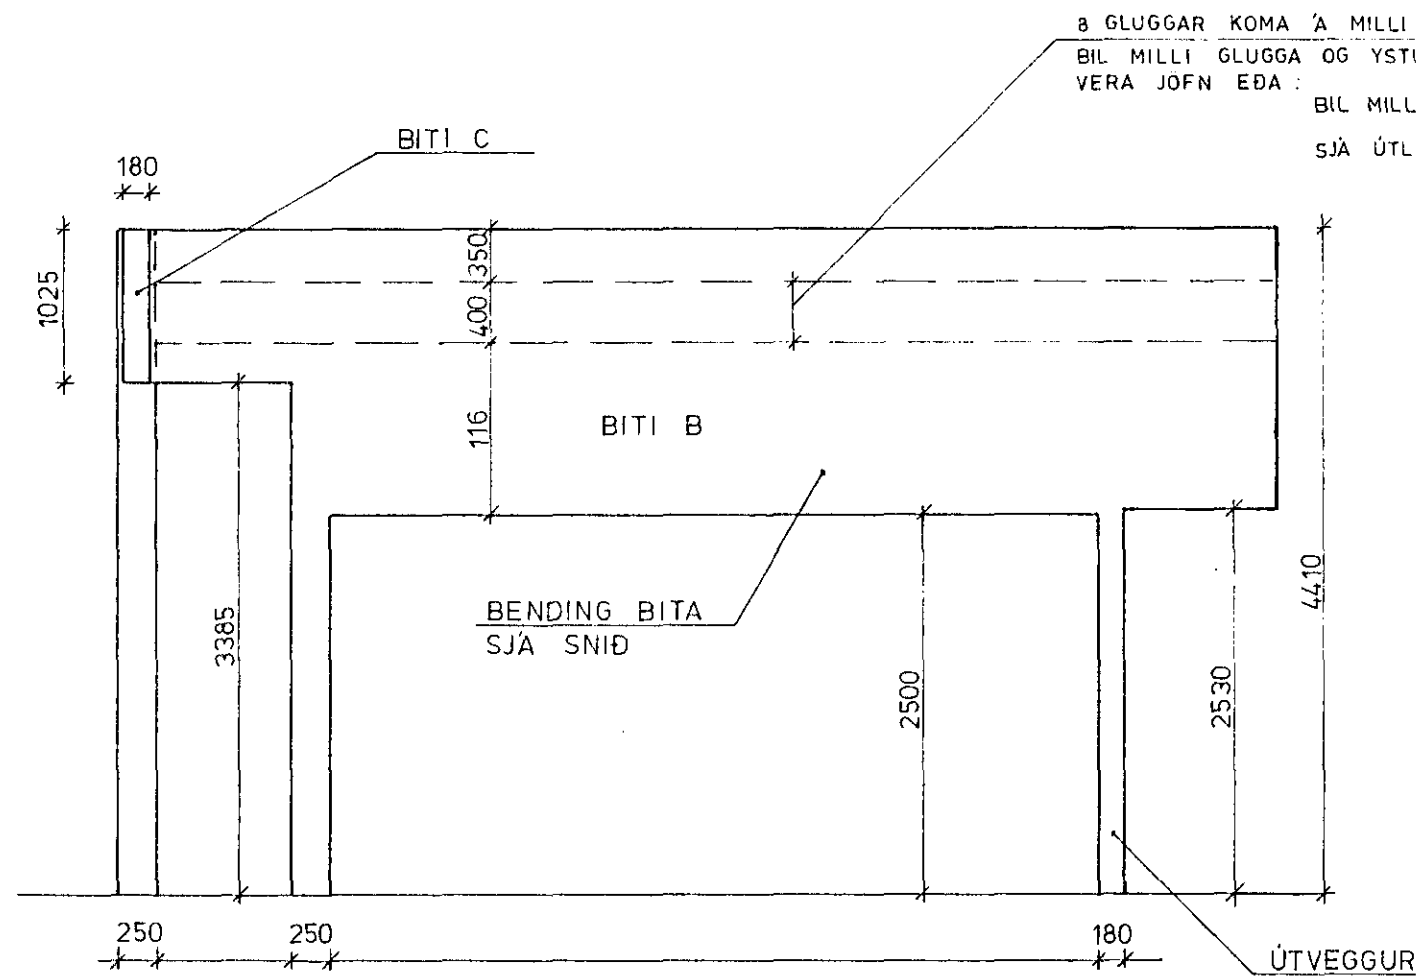 8 GLUGGAR KOMA Á MILLI
BIL MILLI GLUGGA OG YSTU
VERA JÖFN EÐA :
BIL MILL
SJÁ ÚTL
BITI C
180
1025
350
400
116
BITI B
BENDING BITA
SJÁ SNIÐ
3385
2500
2530
4410
250
250
180
ÚTVEGGUR